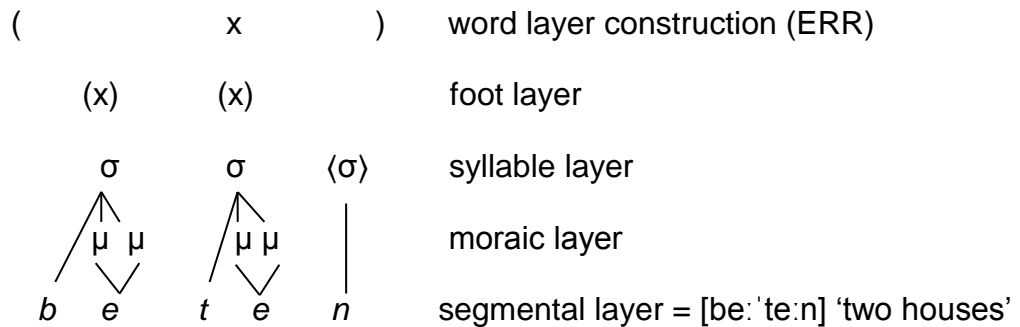 ( x ) word layer construction (ERR)
(x) (x) foot layer
σ σ ⟨σ⟩ syllable layer
μ μ μ μ moraic layer
b e t e n segmental layer = [beːˈteːn] ‘two houses’